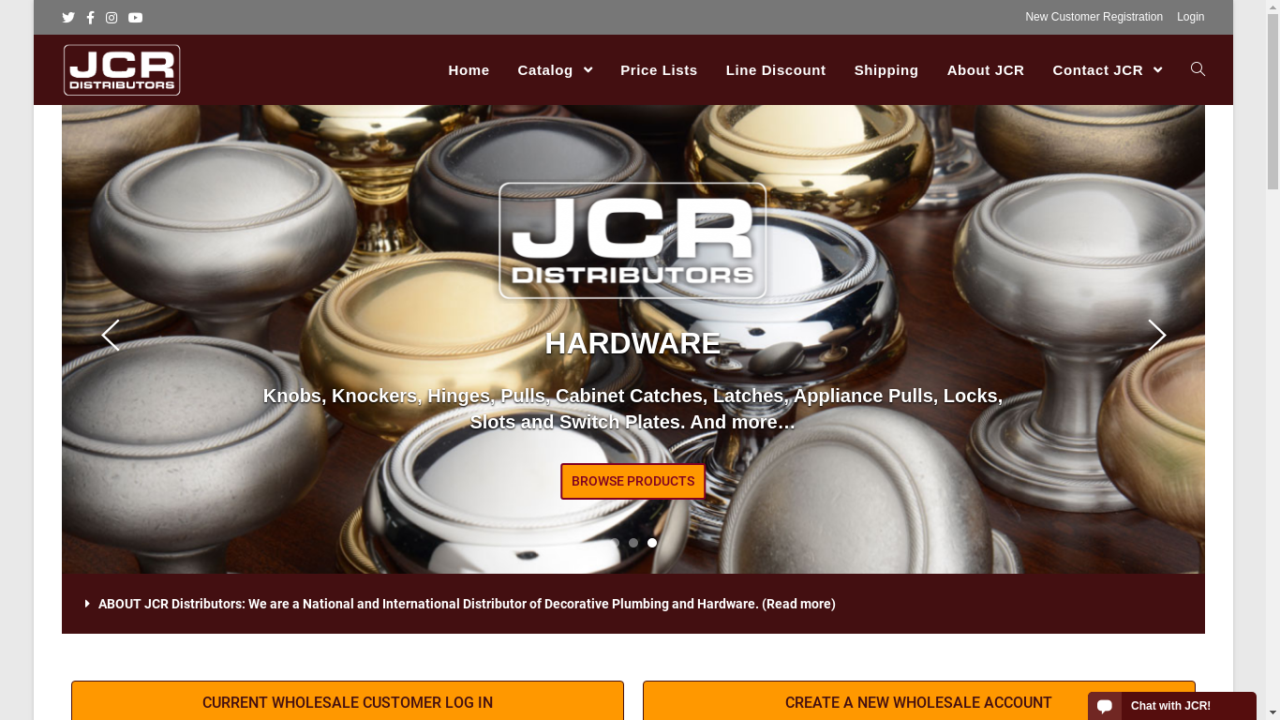 New Customer Registration Login
JCR
DISTRIBUTORS
Home Catalog Price Lists Line Discount Shipping About JCR Contact JCR
JCR
DISTRIBUTORS
HARDWARE
Knobs, Knockers, Hinges, Pulls, Cabinet Catches, Latches, Appliance Pulls, Locks,
Slots and Switch Plates. And more…
BROWSE PRODUCTS
ABOUT JCR Distributors: We are a National and International Distributor of Decorative Plumbing and Hardware. (Read more)
CURRENT WHOLESALE CUSTOMER LOG IN
CREATE A NEW WHOLESALE ACCOUNT
Chat with JCR!